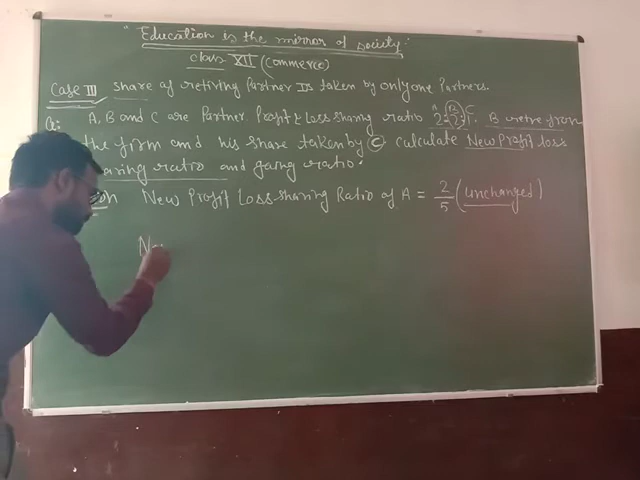 "Education is the mirror of society."
class XII (commerce)
Case III share of retiring Partner Is taken by only one Partners.
Q:- A, B and C are Partner Profit & loss sharing ratio 2:2:1. B retire from
the form and his share taken by C calculate New Profit loss
sharing ratio and gaing ratio.
New Profit Loss sharing Ratio of A = 2/5 (unchanged)